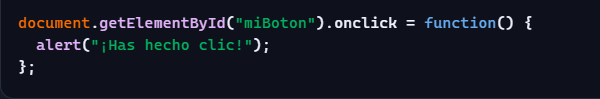 document.getElementById("miBoton").onclick = function() {
  alert("¡Has hecho clic!");
};